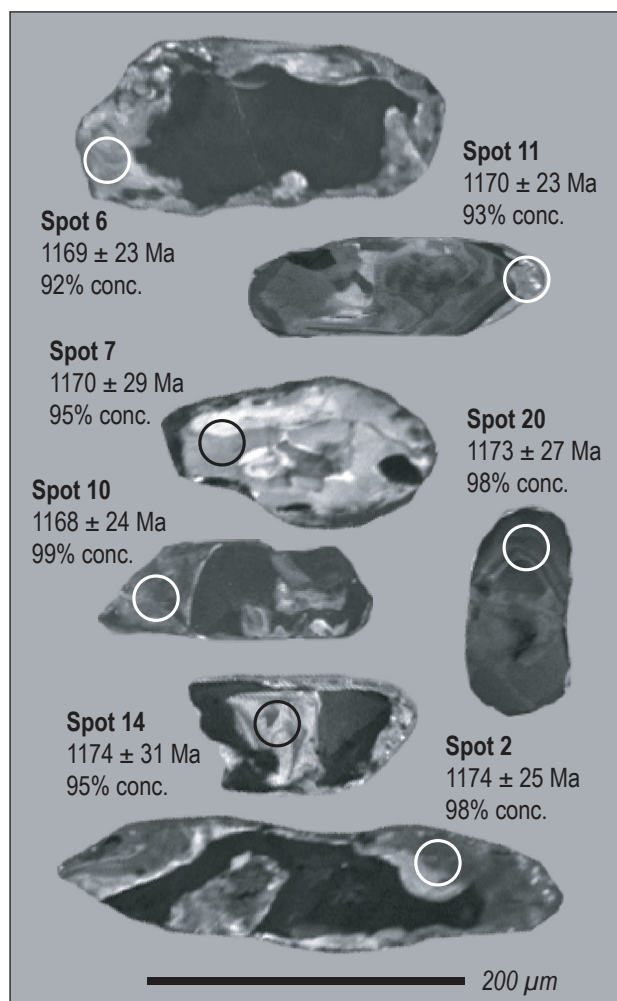 Spot 11
1170 ± 23 Ma
93% conc.
Spot 6
1169 ± 23 Ma
92% conc.
Spot 7
1170 ± 29 Ma
95% conc.
Spot 20
1173 ± 27 Ma
98% conc.
Spot 10
1168 ± 24 Ma
99% conc.
Spot 14
1174 ± 31 Ma
95% conc.
Spot 2
1174 ± 25 Ma
98% conc.
200 µm